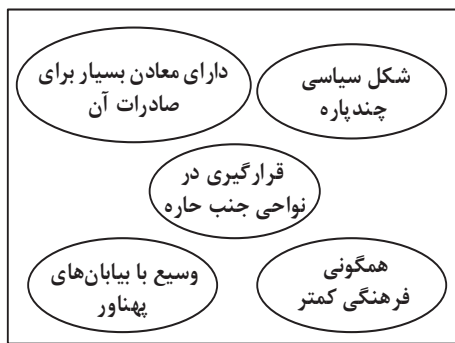 شکل سیاسی
چندپاره
دارای معادن بسیار برای
صادرات آن
قرارگیری در
نواحی جنب حاره
همگونی
فرهنگی کمتر
وسیع با بیابان‌های
پهناور